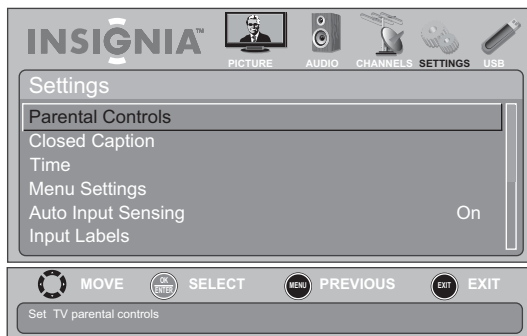 INSIGNIA™
PICTURE AUDIO CHANNELS SETTINGS USB
Settings
Parental Controls
Closed Caption
Time
Menu Settings
Auto Input Sensing On
Input Labels
MOVE OK ENTER SELECT MENU PREVIOUS EXIT EXIT
Set TV parental controls